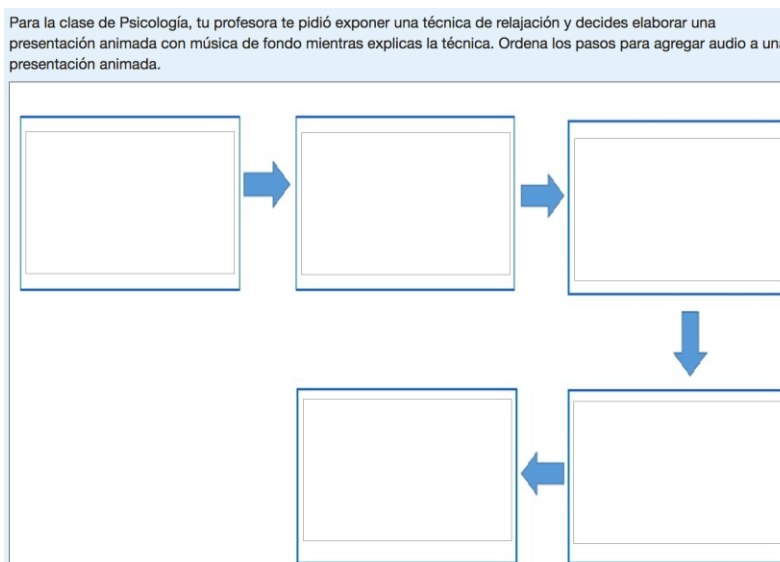 Para la clase de Psicología, tu profesora te pidió exponer una técnica de relajación y decides elaborar una
presentación animada con música de fondo mientras explicas la técnica. Ordena los pasos para agregar audio a una
presentación animada.